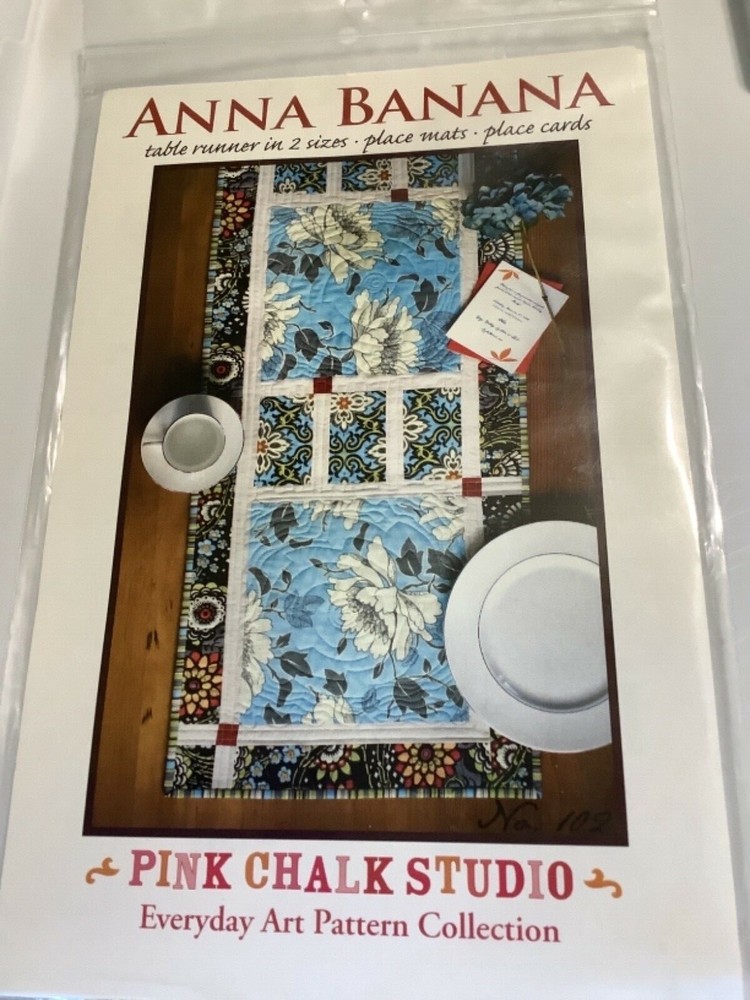 ANNA BANANA
table runner in 2 sizes · place mats · place cards
No. 102
PINK CHALK STUDIO
Everyday Art Pattern Collection